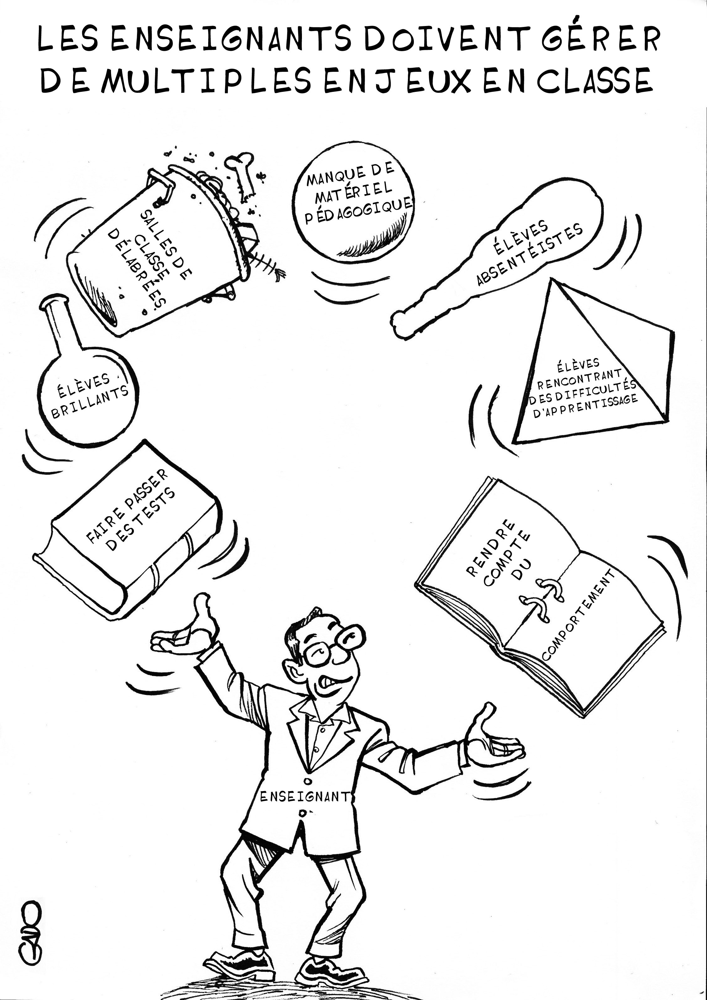 LES ENSEIGNANTS DOIVENT GÉRER
DE MULTIPLES ENJEUX EN CLASSE
SALLES DE
CLASSE
DÉLABRÉES
MANQUE DE
MATÉRIEL
PÉDAGOGIQUE
ÉLÈVES
ABSENTÉISTES
ÉLÈVES
BRILLANTS
ÉLÈVES
RENCONTRANT
DES DIFFICULTÉS
D'APPRENTISSAGE
FAIRE PASSER
DES TESTS
RENDRE
COMPTE
DU
COMPORTEMENT
ENSEIGNANT
GADO